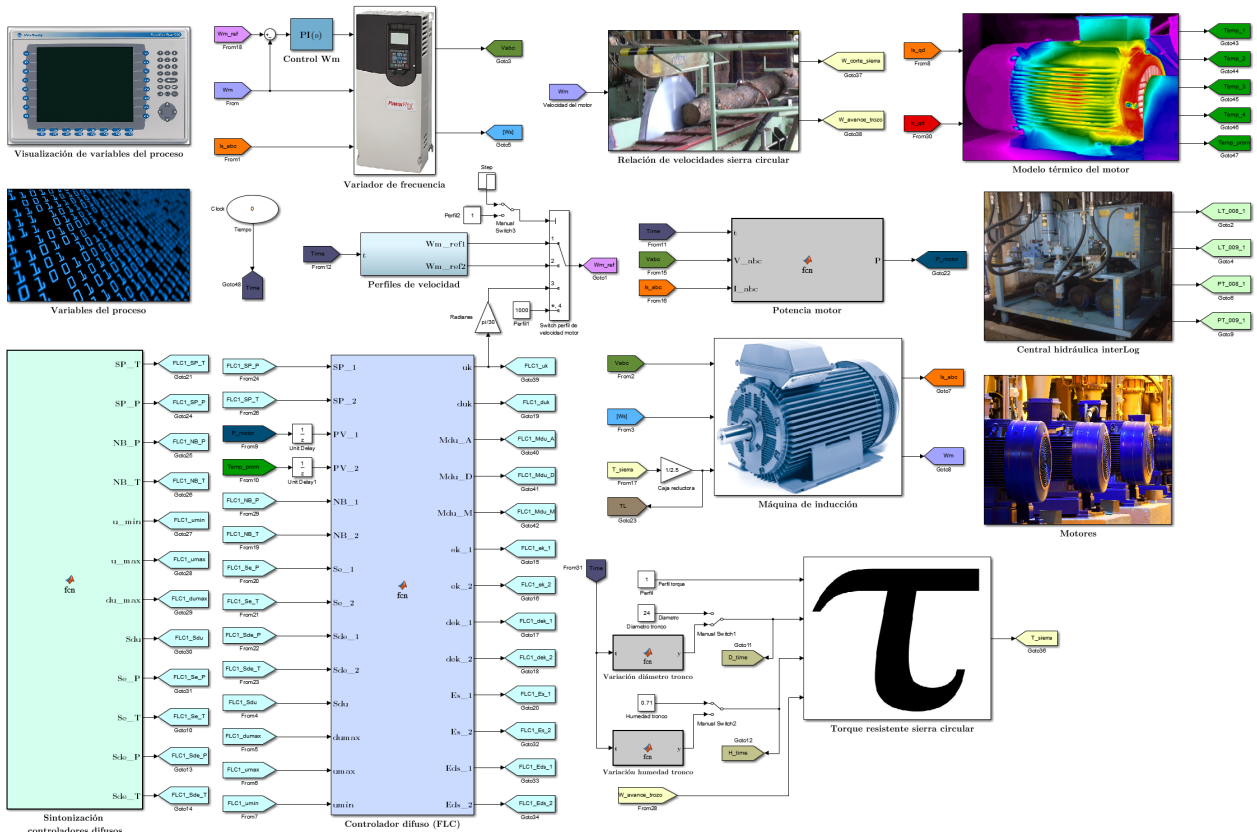 Visualización de variables del proceso
Wm_ref
From18
PI(s)
Control Wm
Wm
From
Is_abc
From1
Variador de frecuencia
Vabc
Goto3
[Ws]
Goto5
Wm
Velocidad del motor
Relación de velocidades sierra circular
W_corte_sierra
Goto37
W_avance_trozo
Goto38
Is_qd
From8
From30
Modelo térmico del motor
Temp_1
Goto43
Temp_2
Goto44
Temp_3
Goto45
Temp_4
Goto46
Temp_prom
Goto47
Variables del proceso
Clock
0
Tiempo
Time
Goto48
Step
Perfil2
1
Manual
Switch3
Time
From12
t
Wm_ref1
Wm_ref2
Perfiles de velocidad
1
2
3
*, 4
Radianes
pi/30
1000
Perfil1
Switch perfil de
velocidad motor
Wm_ref
Goto1
Time
From11
Vabc
From15
Is_abc
From16
t
V_abc
I_abc
fcn
P
Potencia motor
P_motor
Goto22
Central hidráulica interLog
LT_008_1
Goto2
LT_009_1
Goto4
PT_008_1
Goto6
PT_009_1
Goto9
SP_T
SP_P
NB_P
NB_T
u_min
u_max
fcn
du_max
Sdu
Se_P
Se_T
Sde_P
Sde_T
Sintonización
controladores difusos
FLC1_SP_T
Goto21
FLC1_SP_P
Goto24
FLC1_NB_P
Goto25
FLC1_NB_T
Goto26
FLC1_umin
Goto27
FLC1_umax
Goto28
FLC1_dumax
Goto29
FLC1_Sdu
Goto30
FLC1_Se_P
Goto31
FLC1_Se_T
Goto10
FLC1_Sde_P
Goto13
FLC1_Sde_T
Goto14
FLC1_SP_P
From24
FLC1_SP_T
From26
P_motor
From9
1
z
Unit Delay
Temp_prom
From10
1
z
Unit Delay1
FLC1_NB_P
From29
FLC1_NB_T
From19
FLC1_Se_P
From20
FLC1_Se_T
From21
FLC1_Sde_P
From22
FLC1_Sde_T
From23
FLC1_Sdu
From4
FLC1_dumax
From5
FLC1_umax
From6
FLC1_umin
From7
SP_1
SP_2
PV_1
PV_2
NB_1
NB_2
Se_1
Se_2
Sde_1
Sde_2
Sdu
dumax
umax
umin
fcn
uk
duk
Mdu_A
Mdu_D
Mdu_M
ek_1
ek_2
dek_1
dek_2
Es_1
Es_2
Eds_1
Eds_2
Controlador difuso (FLC)
FLC1_uk
Goto39
FLC1_duk
Goto19
FLC1_Mdu_A
Goto40
FLC1_Mdu_D
Goto41
FLC1_Mdu_M
Goto42
FLC1_ek_1
Goto15
FLC1_ek_2
Goto16
FLC1_dek_1
Goto17
FLC1_dek_2
Goto18
FLC1_Es_1
Goto20
FLC1_Es_2
Goto32
FLC1_Eds_1
Goto33
FLC1_Eds_2
Goto34
Vabc
From2
[Ws]
From3
T_sierra
From17
1/2.5
Caja reductora
TL
Goto23
Máquina de inducción
Is_abc
Goto7
Wm
Goto8
Motores
From31
Time
1
Perfil torque
Perfil
24
Diametro
Diametro tronco
Manual Switch1
t
fcn
y
Variación diámetro tronco
Goto11
D_time
0.71
Humedad
Humedad tronco
Manual Switch2
t
fcn
y
Variación humedad tronco
Goto12
H_time
W_avance_trozo
From28
τ
Torque resistente sierra circular
T_sierra
Goto36